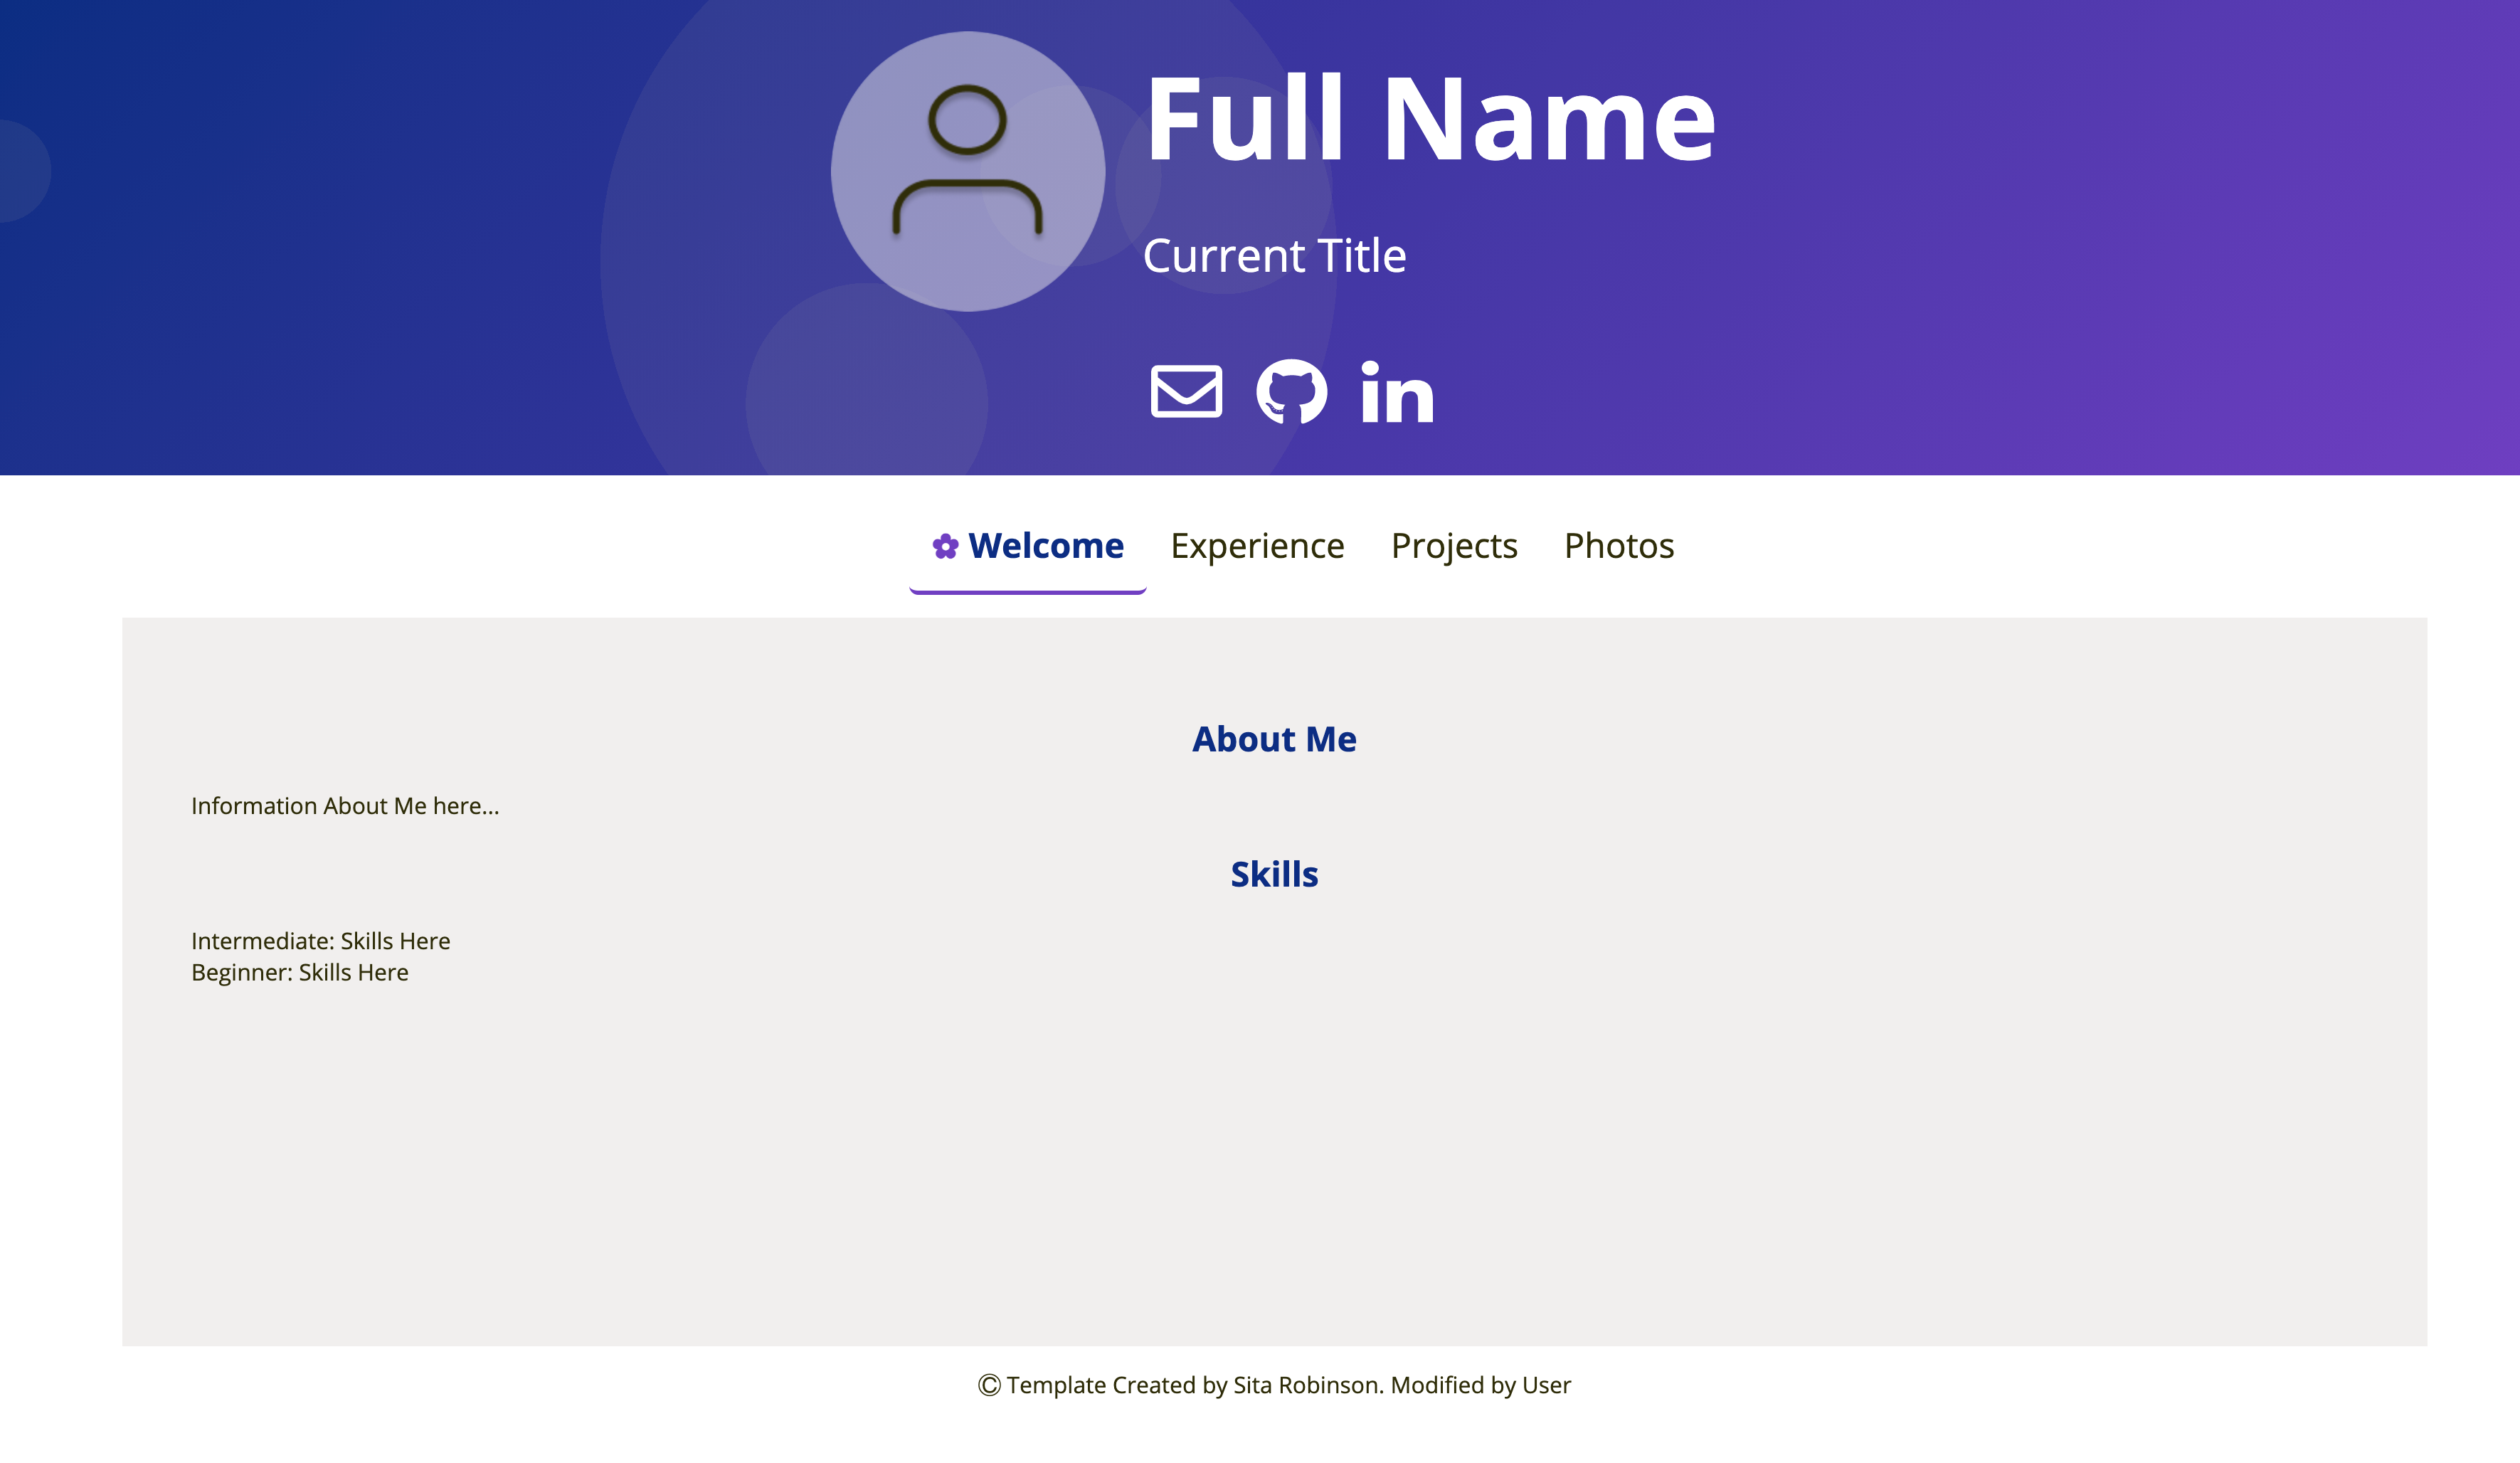 Full Name
Current Title
in
Welcome Experience Projects Photos
About Me
Information About Me here...
Skills
Intermediate: Skills Here
Beginner: Skills Here
© Template Created by Sita Robinson. Modified by User